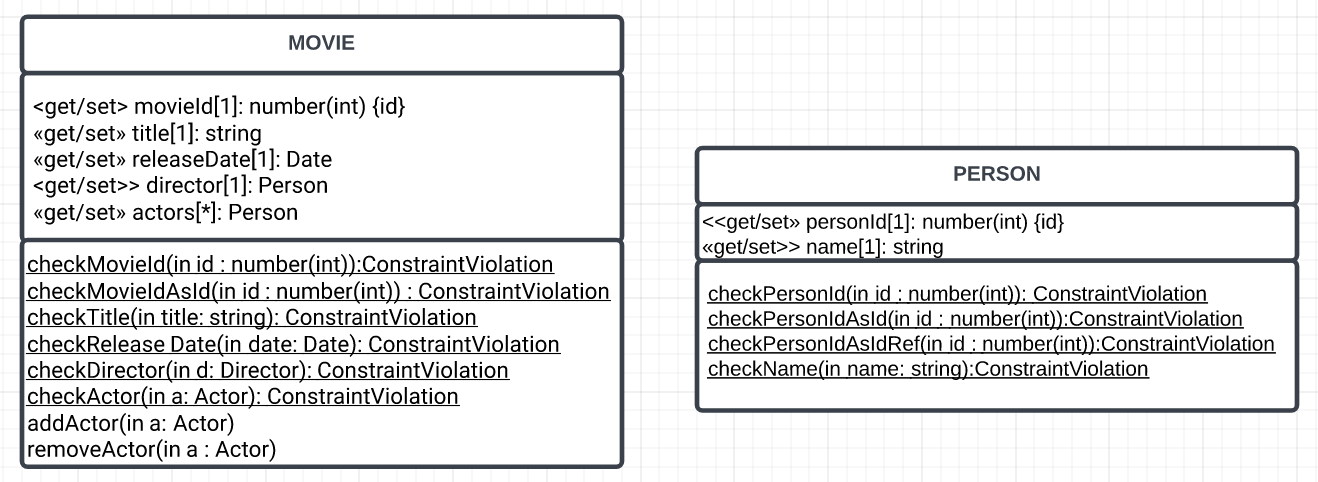 MOVIE
<get/set> movieId[1]: number(int) {id}
«get/set» title[1]: string
«get/set» releaseDate[1]: Date
<get/set>> director[1]: Person
«get/set» actors[*]: Person
checkMovieId(in id : number(int)):ConstraintViolation
checkMovieIdAsId(in id : number(int)) : ConstraintViolation
checkTitle(in title: string): ConstraintViolation
checkRelease Date(in date: Date): ConstraintViolation
checkDirector(in d: Director): ConstraintViolation
checkActor(in a: Actor): ConstraintViolation
addActor(in a: Actor)
removeActor(in a : Actor)
PERSON
<<get/set» personId[1]: number(int) {id}
«get/set>> name[1]: string
checkPersonId(in id : number(int)): ConstraintViolation
checkPersonIdAsId(in id : number(int)):ConstraintViolation
checkPersonIdAsIdRef(in id : number(int)):ConstraintViolation
checkName(in name: string):ConstraintViolation